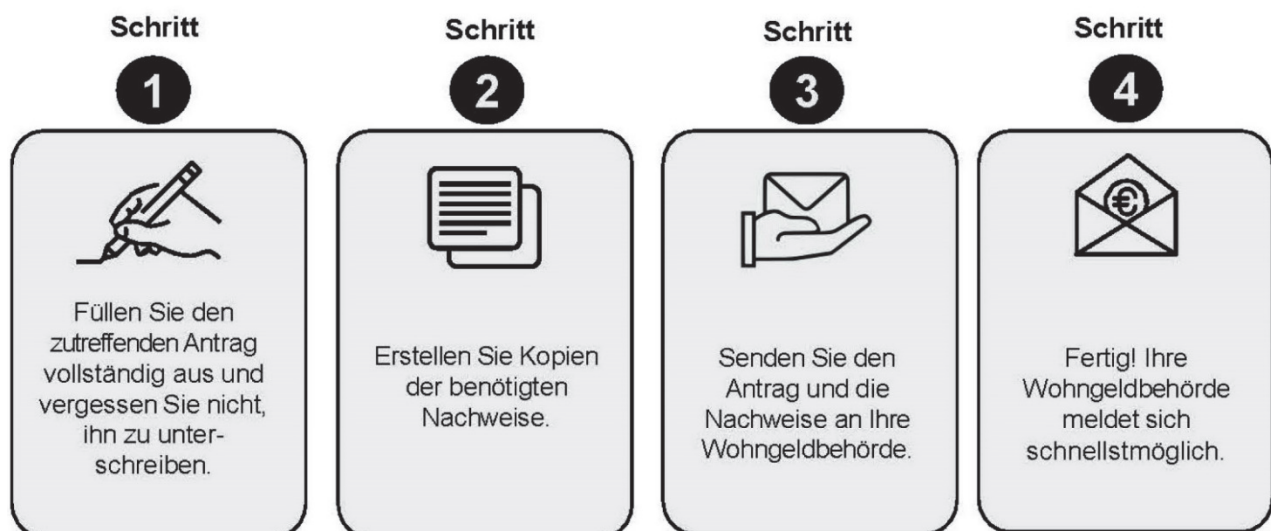 Schritt
1
Füllen Sie den
zutreffenden Antrag
vollständig aus und
vergessen Sie nicht,
ihn zu unter-
schreiben.
Schritt
2
Erstellen Sie Kopien
der benötigten
Nachweise.
Schritt
3
Senden Sie den
Antrag und die
Nachweise an Ihre
Wohngeldbehörde.
Schritt
4
€
Fertig! Ihre
Wohngeldbehörde
meldet sich
schnellstmöglich.